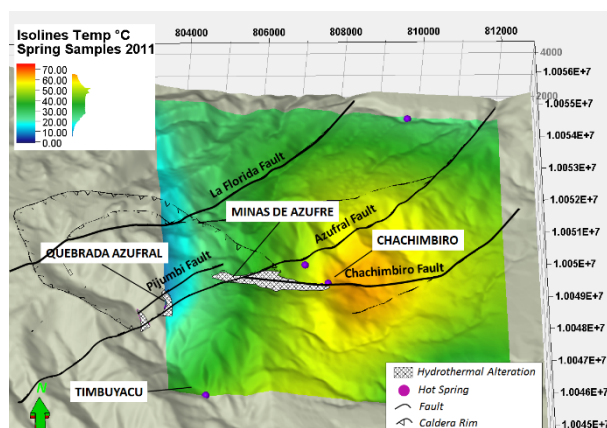 Isolines Temp °C
Spring Samples 2011
70.00
60.00
50.00
40.00
30.00
20.00
10.00
0.00
804000
806000
808000
810000
812000
4000
2000
1.0056E+7
1.0055E+7
1.0054E+7
1.0053E+7
1.0052E+7
1.0051E+7
1.005E+7
1.0049E+7
1.0048E+7
1.0047E+7
1.0046E+7
1.0045E+7
La Florida Fault
MINAS DE AZUFRE
Azufral Fault
QUEBRADA AZUFRAL
CHACHIMBIRO
Pijumbi Fault
Chachimbiro Fault
TIMBUYACU
N
Hydrothermal Alteration
Hot Spring
Fault
Caldera Rim